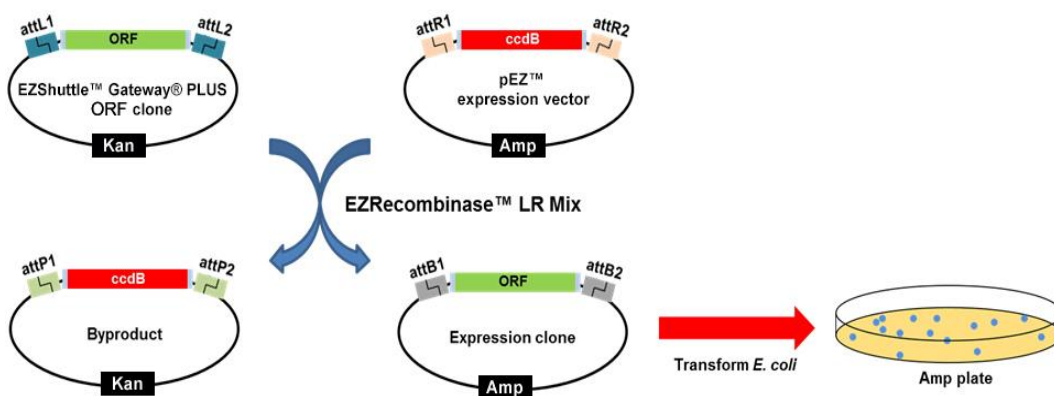 attL1
ORF
attL2
EZShuttle™ Gateway® PLUS
ORF clone
Kan
attR1
ccdB
attR2
pEZ™
expression vector
Amp
EZRecombinase™ LR Mix
attP1
ccdB
attP2
Byproduct
Kan
attB1
ORF
attB2
Expression clone
Amp
Transform E. coli
Amp plate